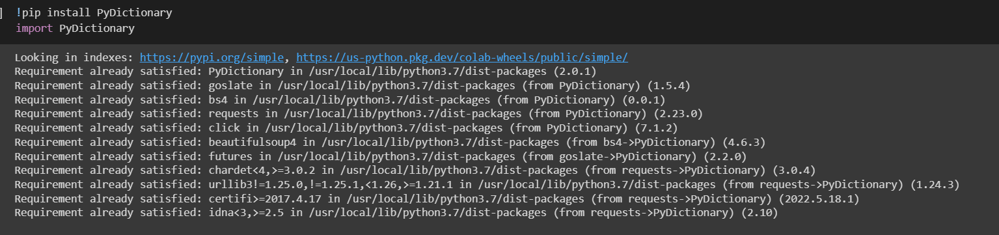 ] !pip install PyDictionary
import PyDictionary
Looking in indexes: https://pypi.org/simple, https://us-python.pkg.dev/colab-wheels/public/simple/
Requirement already satisfied: PyDictionary in /usr/local/lib/python3.7/dist-packages (2.0.1)
Requirement already satisfied: goslate in /usr/local/lib/python3.7/dist-packages (from PyDictionary) (1.5.4)
Requirement already satisfied: bs4 in /usr/local/lib/python3.7/dist-packages (from PyDictionary) (0.0.1)
Requirement already satisfied: requests in /usr/local/lib/python3.7/dist-packages (from PyDictionary) (2.23.0)
Requirement already satisfied: click in /usr/local/lib/python3.7/dist-packages (from PyDictionary) (7.1.2)
Requirement already satisfied: beautifulsoup4 in /usr/local/lib/python3.7/dist-packages (from bs4->PyDictionary) (4.6.3)
Requirement already satisfied: futures in /usr/local/lib/python3.7/dist-packages (from goslate->PyDictionary) (2.2.0)
Requirement already satisfied: chardet<4,>=3.0.2 in /usr/local/lib/python3.7/dist-packages (from requests->PyDictionary) (3.0.4)
Requirement already satisfied: urllib3!=1.25.0,!=1.25.1,<1.26,>=1.21.1 in /usr/local/lib/python3.7/dist-packages (from requests->PyDictionary) (1.24.3)
Requirement already satisfied: certifi>=2017.4.17 in /usr/local/lib/python3.7/dist-packages (from requests->PyDictionary) (2022.5.18.1)
Requirement already satisfied: idna<3,>=2.5 in /usr/local/lib/python3.7/dist-packages (from requests->PyDictionary) (2.10)